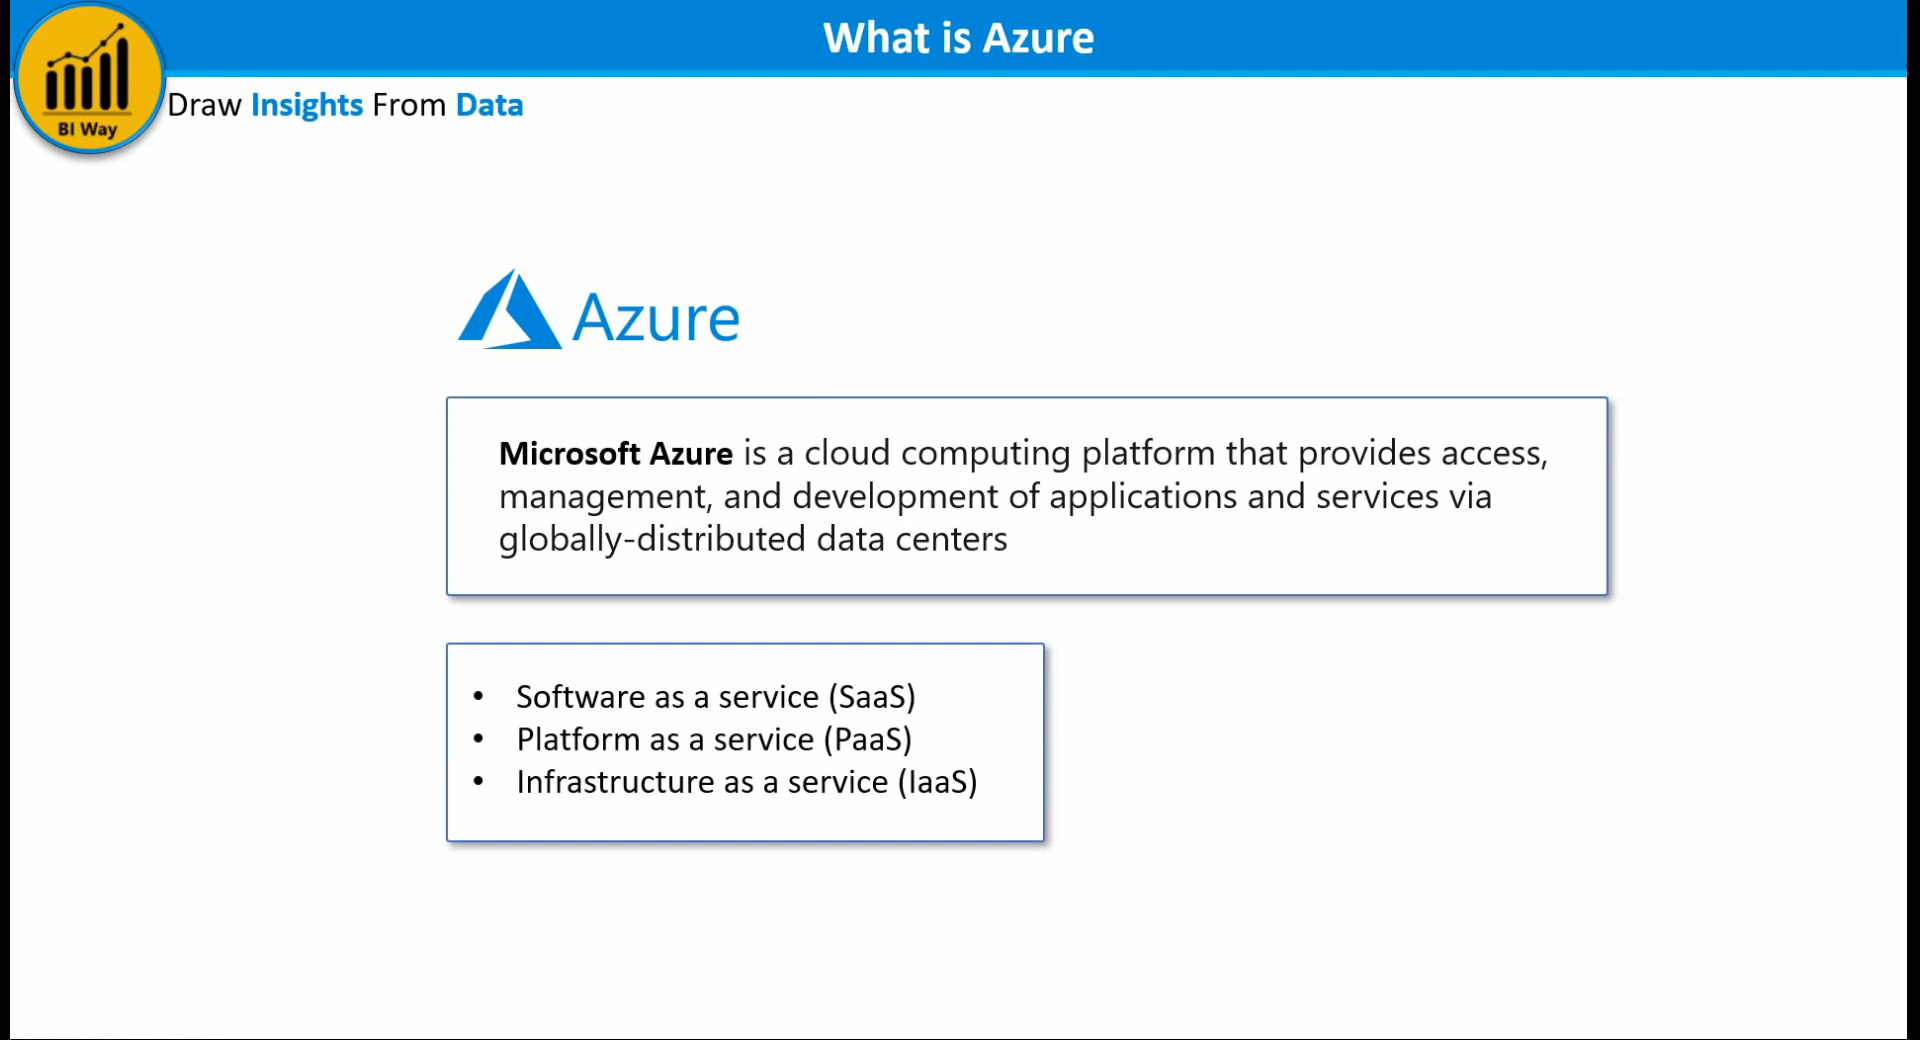 What is Azure
BI Way
Draw Insights From Data
Azure
Microsoft Azure is a cloud computing platform that provides access,
management, and development of applications and services via
globally-distributed data centers
• Software as a service (SaaS)
• Platform as a service (PaaS)
• Infrastructure as a service (IaaS)